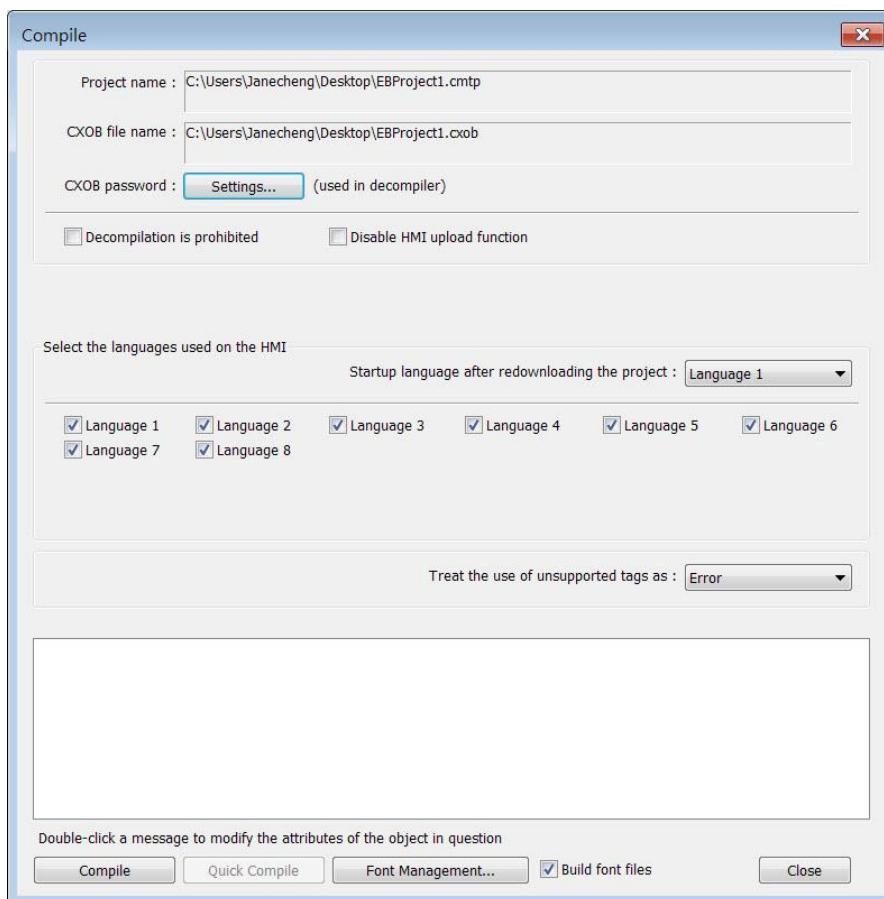 Compile
Project name : C:\Users\Janecheng\Desktop\EBProject1.cmtp
CXOB file name : C:\Users\Janecheng\Desktop\EBProject1.cxob
CXOB password : Settings... (used in decompiler)
Decompilation is prohibited Disable HMI upload function
Select the languages used on the HMI
Startup language after redownloading the project : Language 1
Language 1 Language 2 Language 3 Language 4 Language 5 Language 6
Language 7 Language 8
Treat the use of unsupported tags as : Error
Double-click a message to modify the attributes of the object in question
Compile Quick Compile Font Management... Build font files Close